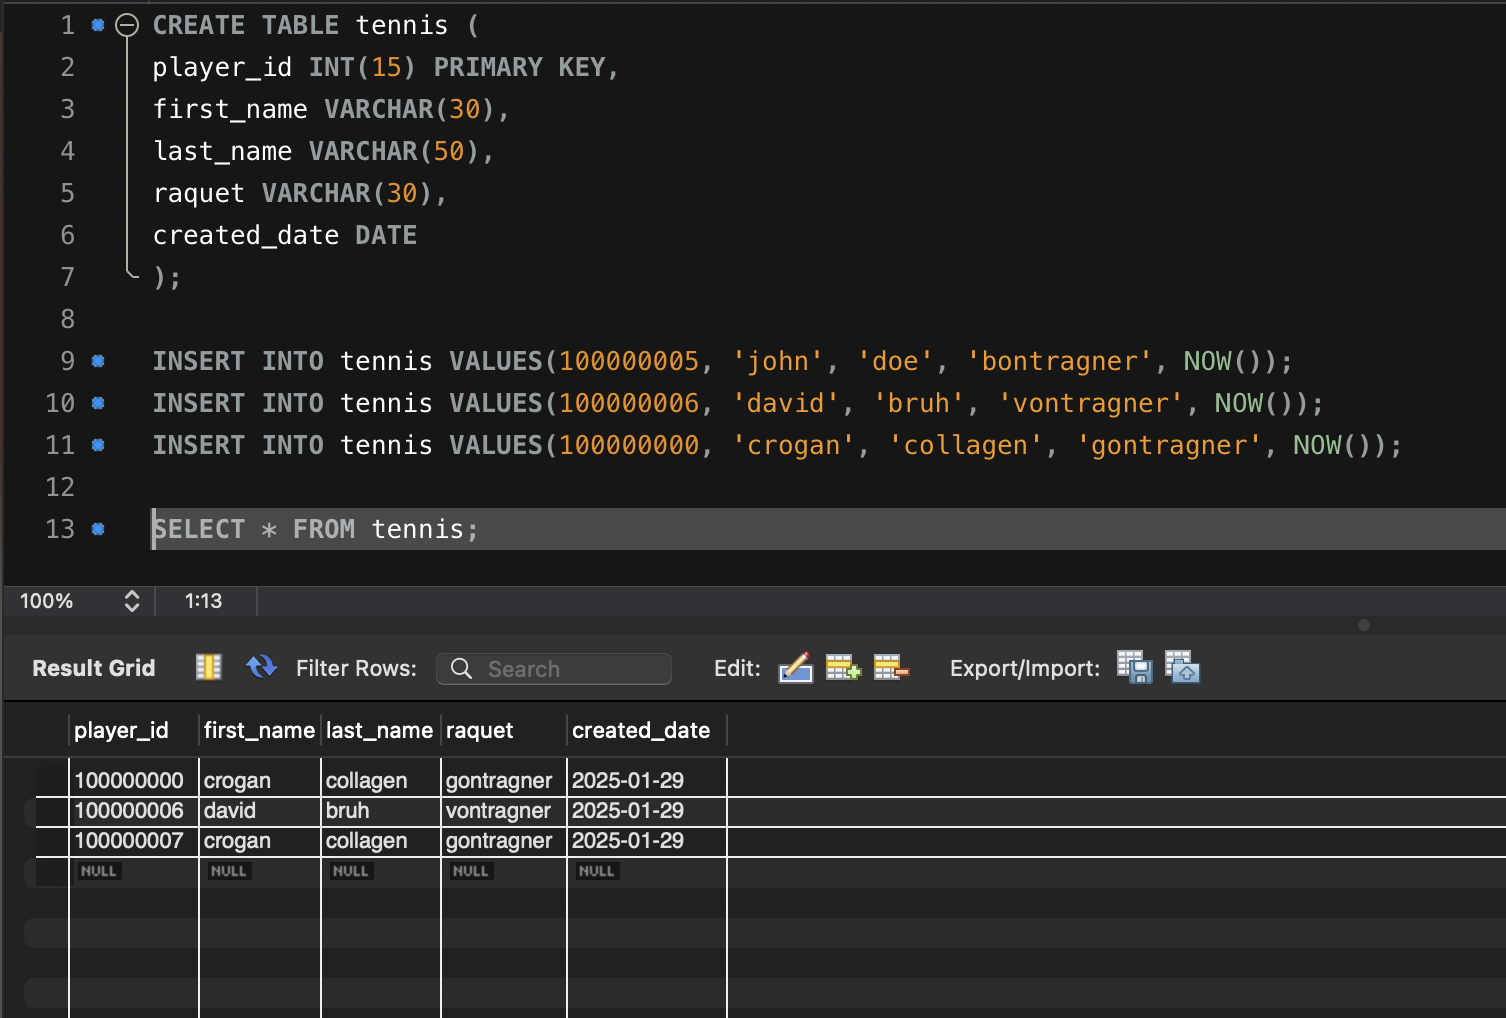 1 CREATE TABLE tennis (
2 player_id INT(15) PRIMARY KEY,
3 first_name VARCHAR(30),
4 last_name VARCHAR(50),
5 raquet VARCHAR(30),
6 created_date DATE
7 );
8
9 INSERT INTO tennis VALUES(100000005, 'john', 'doe', 'bontragner', NOW());
10 INSERT INTO tennis VALUES(100000006, 'david', 'bruh', 'vontragner', NOW());
11 INSERT INTO tennis VALUES(100000000, 'crogan', 'collagen', 'gontragner', NOW());
12
13 SELECT * FROM tennis;
100% 1:13
Result Grid Filter Rows: Search Edit: Export/Import:
player_id first_name last_name raquet created_date
100000000 crogan collagen gontragner 2025-01-29
100000006 david bruh vontragner 2025-01-29
100000007 crogan collagen gontragner 2025-01-29
NULL NULL NULL NULL NULL